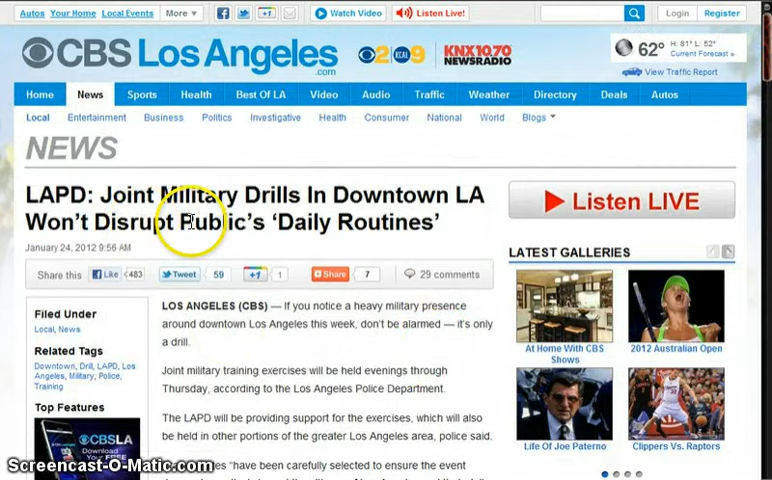 Autos Your Home Local Events More +1 Watch Video Listen Live! Login Register
CBS Los Angeles .com
2 KCAL 9 KNX10.70 NEWSRADIO
62° H: 81° L: 52°
Current Forecast »
View Traffic Report
Home News Sports Health Best Of LA Video Audio Traffic Weather Directory Deals Autos
Local Entertainment Business Politics Investigative Health Consumer National World Blogs
NEWS
LAPD: Joint Military Drills In Downtown LA
Won't Disrupt Public's 'Daily Routines'
January 24, 2012 9:56 AM
Share this Like 483 Tweet 59 +1 1 Share 7 29 comments
Filed Under
Local, News
Related Tags
Downtown, Drill, LAPD, Los
Angeles, Military, Police,
Training
Top Features
CBSLA
Download
Your FREE
LOS ANGELES (CBS) — If you notice a heavy military presence
around downtown Los Angeles this week, don't be alarmed — it's only
a drill.
Joint military training exercises will be held evenings through
Thursday, according to the Los Angeles Police Department.
The LAPD will be providing support for the exercises, which will also
be held in other portions of the greater Los Angeles area, police said.
"have been carefully selected to ensure the event
Listen LIVE
LATEST GALLERIES
At Home With CBS
Shows
2012 Australian Open
Life Of Joe Paterno
Clippers Vs. Raptors
Screencast-O-Matic.com